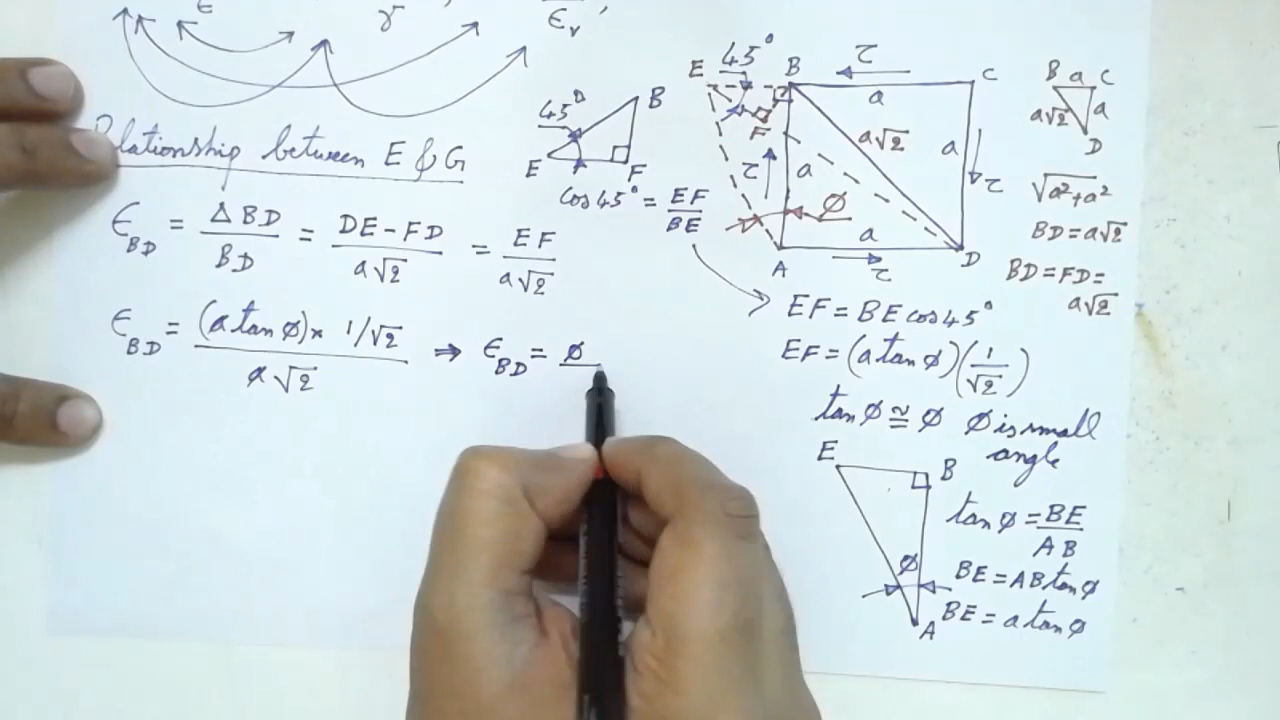 ε γ ε_r,
Relationship between E & G
ε_BD = ΔBD / BD = DE - FD / a√2 = EF / a√2
ε_BD = (a tan ø) x 1/√2 / a√2 ⇒ ε_BD = ø
45° B
E F
cos 45° = EF / BE
E 45° B τ C
a
F a√2 a τ
τ a
ø
a
A τ D
B a C
a√2 a
D
√a²+a²
BD = a√2
BD = FD =
a√2
EF = BE cos 45°
EF = (a tan ø)(1/√2)
tan ø ≅ ø ø is small
angle
E B
tan ø = BE / AB
ø BE = AB tan ø
A BE = a tan ø